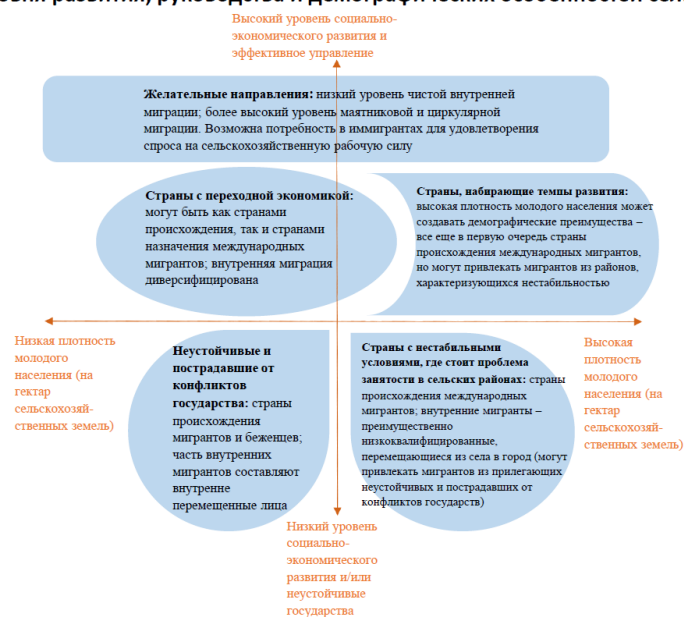 развития, руководства и демографических особенностей
Высокий уровень социально-
экономического развития и
эффективное управление
Желательные направления: низкий уровень чистой внутренней
миграции; более высокий уровень маятниковой и циркулярной
миграции. Возможна потребность в иммигрантах для удовлетворения
спроса на сельскохозяйственную рабочую силу
Страны с переходной экономикой:
могут быть как странами
происхождения, так и странами
назначения международных
мигрантов; внутренняя миграция
диверсифицирована
Страны, набирающие темпы развития:
высокая плотность молодого населения может
создавать демографические преимущества –
все еще в первую очередь страны
происхождения международных мигрантов,
но могут привлекать мигрантов из районов,
характеризующихся нестабильностью
Низкая плотность
молодого
населения (на
гектар
сельскохозяй-
ственных земель)
Неустойчивые и
пострадавшие от
конфликтов
государства: страны
происхождения
мигрантов и беженцев;
часть внутренних
мигрантов составляют
внутренне
перемещенные лица
Страны с нестабильными
условиями, где стоит проблема
занятости в сельских районах: страны
происхождения международных
мигрантов; внутренние мигранты –
преимущественно
низкоквалифицированные,
перемещающиеся из села в город (могут
привлекать мигрантов из прилегающих
неустойчивых и пострадавших от
конфликтов государств)
Высокая
плотность
молодого
населения (на
гектар
сельскохозяй-
ственных земель)
Низкий уровень
социально-
экономического
развития и/или
неустойчивые
государства